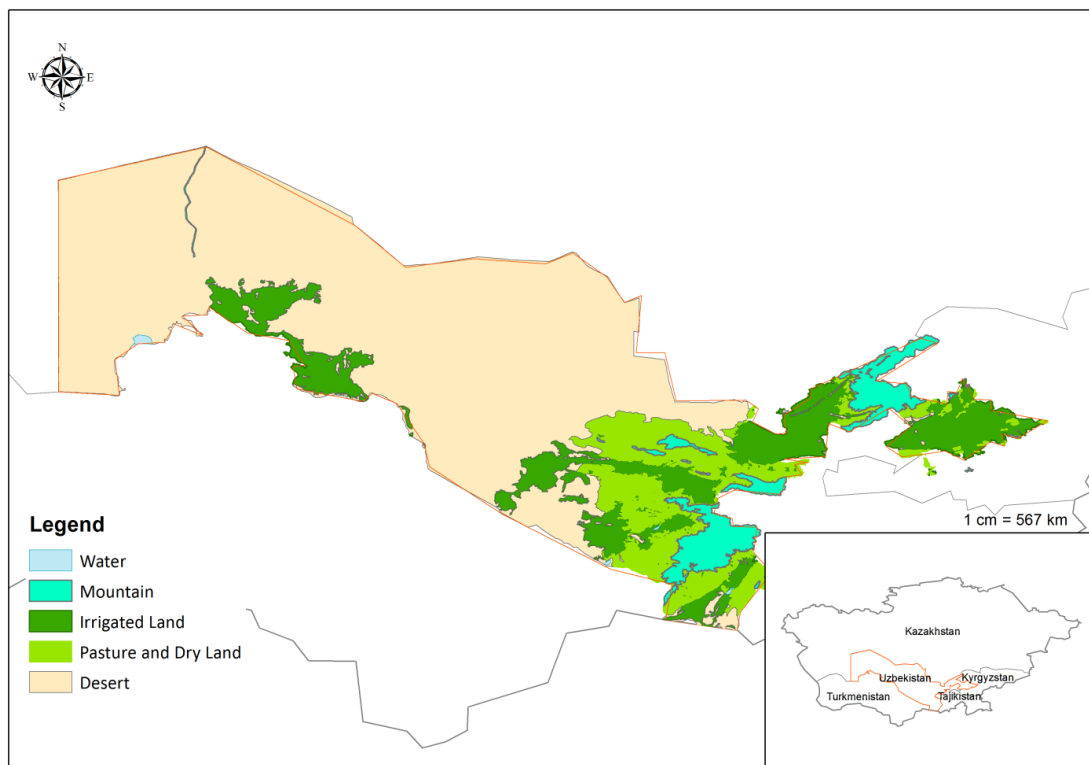 N
W E
S
1 cm = 567 km
Legend
Water
Mountain
Irrigated Land
Pasture and Dry Land
Desert
Kazakhstan
Uzbekistan
Kyrgyzstan
Turkmenistan
Tajikistan